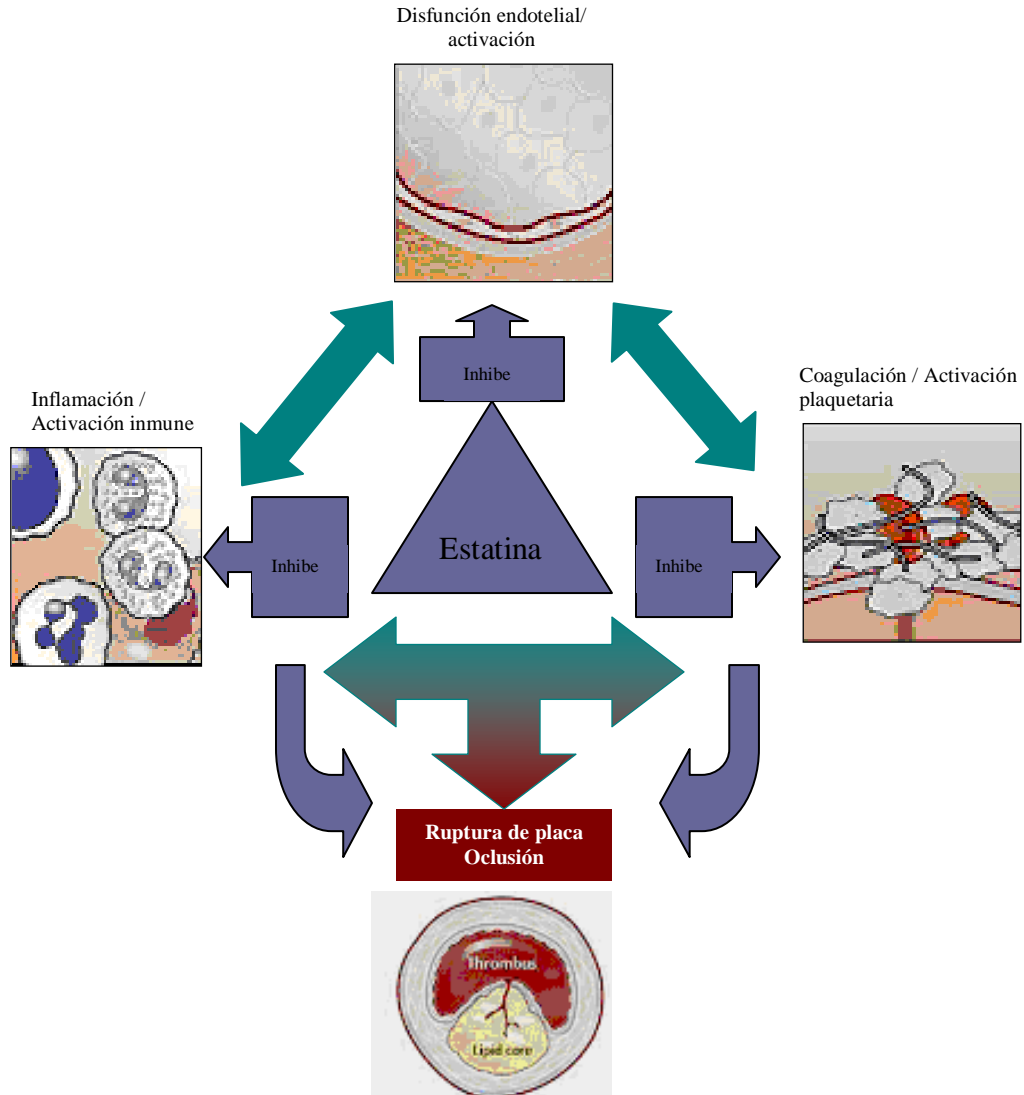 Disfunción endotelial/
activación
Inhibe
Inflamación /
Activación inmune
Coagulación / Activación
plaquetaria
Inhibe
Estatina
Inhibe
Ruptura de placa
Oclusión
Thrombus
Lipid core